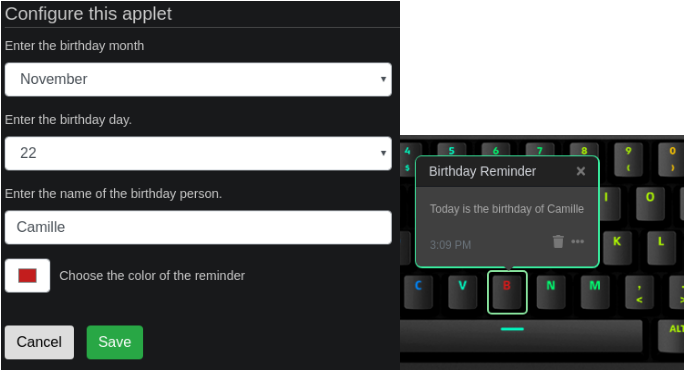 Configure this applet
Enter the birthday month
November
Enter the birthday day.
22
Enter the name of the birthday person.
Camille
Choose the color of the reminder
Cancel Save
4 5 6 7 8 9 0
$ ( )
Birthday Reminder
Today is the birthday of Camille
3:09 PM
I O
K L
C V B N M , <
>
ALT